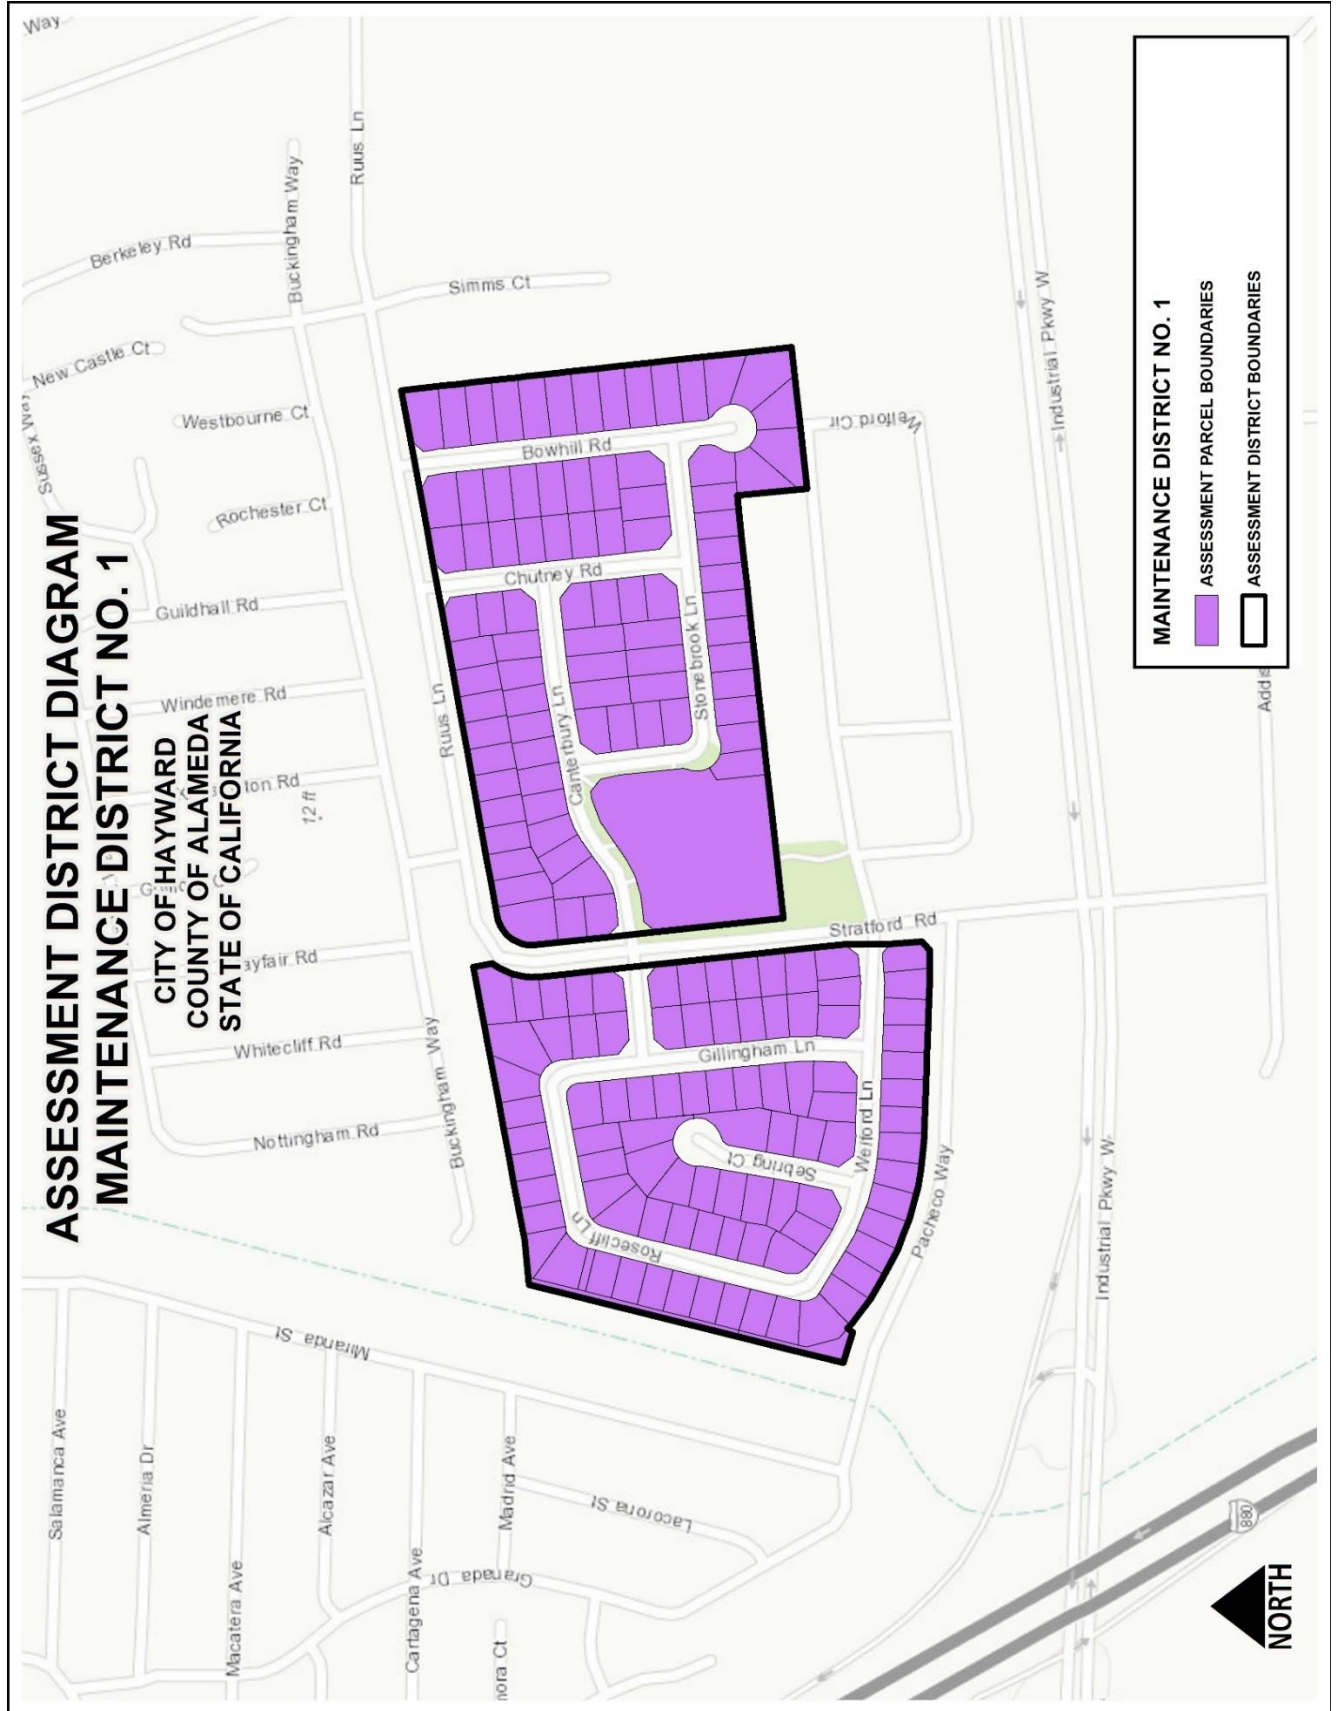 ASSESSMENT DISTRICT DIAGRAM
MAINTENANCE DISTRICT NO. 1
CITY OF HAYWARD
COUNTY OF ALAMEDA
STATE OF CALIFORNIA
Way
Ruus Ln
Buckingham Way
Berkeley Rd
Simms Ct
New Castle Ct
Sussex Way
Westbourne Ct
Rochester Ct
Guildhall Rd
Windemere Rd
ton Rd
12 ft
ayfair Rd
Whitecliff Rd
Nottingham Rd
Buckingham Way
Ruus Ln
Bowhill Rd
Chutney Rd
Canterbury Ln
Stonebrook Ln
Welford Cir
Stratford Rd
Gillingham Ln
Welford Ln
Sebring Ct
Rosecliff Ln
Pacheco Way
Industrial Pkwy W
Industrial Pkwy W
Addis
Miranda St
Salamanca Ave
Almeria Dr
Macatera Ave
Alcazar Ave
Cartagena Ave
Madrid Ave
Lacorona St
Granada Dr
nora Ct
880
MAINTENANCE DISTRICT NO. 1
ASSESSMENT PARCEL BOUNDARIES
ASSESSMENT DISTRICT BOUNDARIES
NORTH